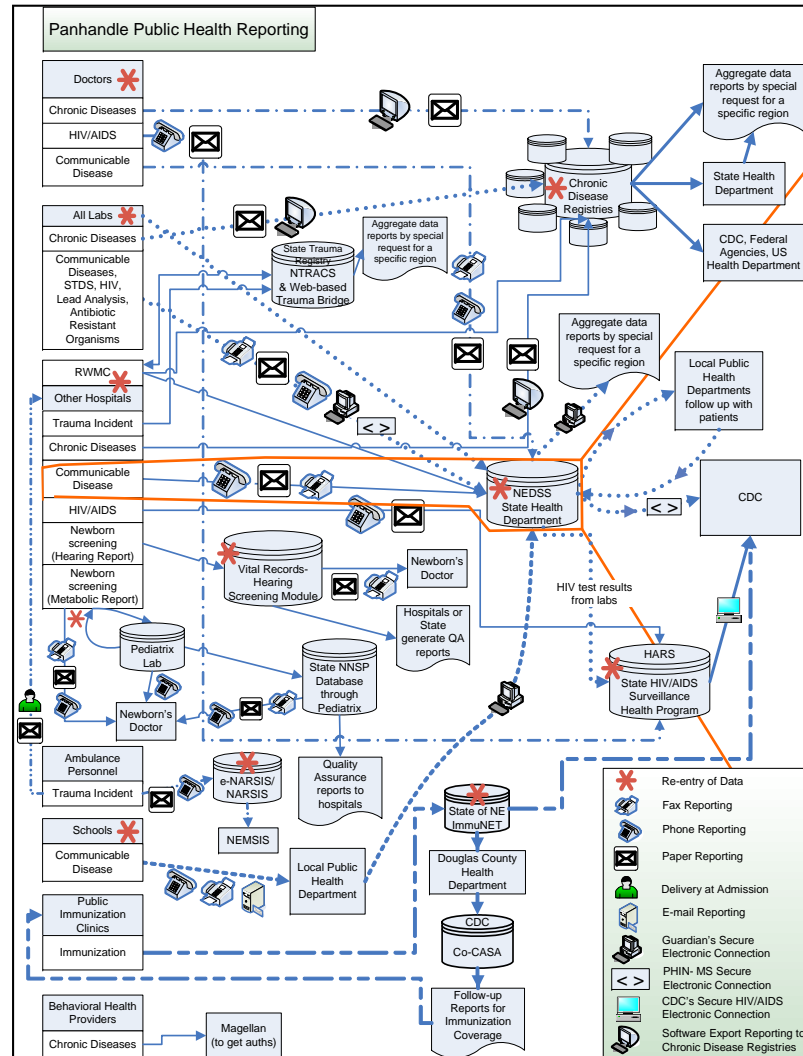 Panhandle Public Health Reporting
Doctors
Chronic Diseases
HIV/AIDS
Communicable
Disease
All Labs
Chronic Diseases
Communicable
Diseases,
STDS, HIV,
Lead Analysis,
Antibiotic
Resistant
Organisms
RWMC
Other Hospitals
Trauma Incident
Chronic Diseases
Communicable
Disease
HIV/AIDS
Newborn
screening
(Hearing Report)
Newborn
screening
(Metabolic Report)
Pediatrix
Lab
Newborn's
Doctor
Ambulance
Personnel
Trauma Incident
Schools
Communicable
Disease
Public
Immunization
Clinics
Immunization
Behavioral Health
Providers
Chronic Diseases
Magellan
(to get auths)
State Trauma
Registry
NTRACS
& Web-based
Trauma Bridge
Aggregate data
reports by special
request for a
specific region
Chronic
Disease
Registries
Aggregate data
reports by special
request for a
specific region
State Health
Department
CDC, Federal
Agencies, US
Health Department
Aggregate data
reports by special
request for a
specific region
Local Public
Health
Departments
follow up with
patients
< >
NEDSS
State Health
Department
< >
CDC
Vital Records-
Hearing
Screening Module
Newborn's
Doctor
Hospitals or
State
generate QA
reports
HIV test results
from labs
HARS
State HIV/AIDS
Surveillance
Health Program
State NNSP
Database
through
Pediatrix
Quality
Assurance
reports to
hospitals
e-NARSIS/
NARSIS
NEMSIS
Local Public
Health
Department
State of NE
ImmuNET
Douglas County
Health
Department
CDC
Co-CASA
Follow-up
Reports for
Immunization
Coverage
Re-entry of Data
Fax Reporting
Phone Reporting
Paper Reporting
Delivery at Admission
E-mail Reporting
Guardian's Secure
Electronic Connection
< >
PHIN- MS Secure
Electronic Connection
CDC's Secure HIV/AIDS
Electronic Connection
Software Export Reporting to
Chronic Disease Registries